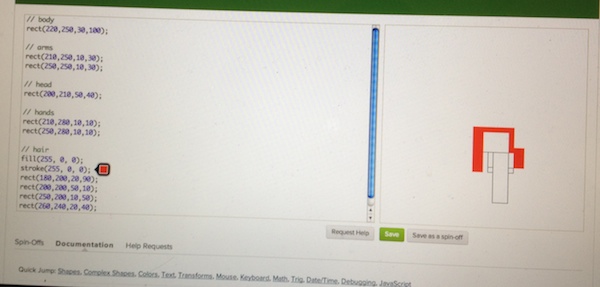 // body
rect(220,250,30,100);
// arms
rect(210,250,10,30);
rect(250,250,10,30);
// head
rect(200,210,50,40);
// hands
rect(210,280,10,10);
rect(250,280,10,10);
// hair
fill(255, 0, 0);
stroke(255, 0, 0);
rect(180,200,20,90);
rect(200,200,50,10);
rect(250,200,10,50);
rect(260,240,20,40);
Request Help Save Save as a spin-off
Spin-Offs Documentation Help Requests
Quick Jump: Shapes, Complex Shapes, Colors, Text, Transforms, Mouse, Keyboard, Math, Trig, Date/Time, Debugging, JavaScript